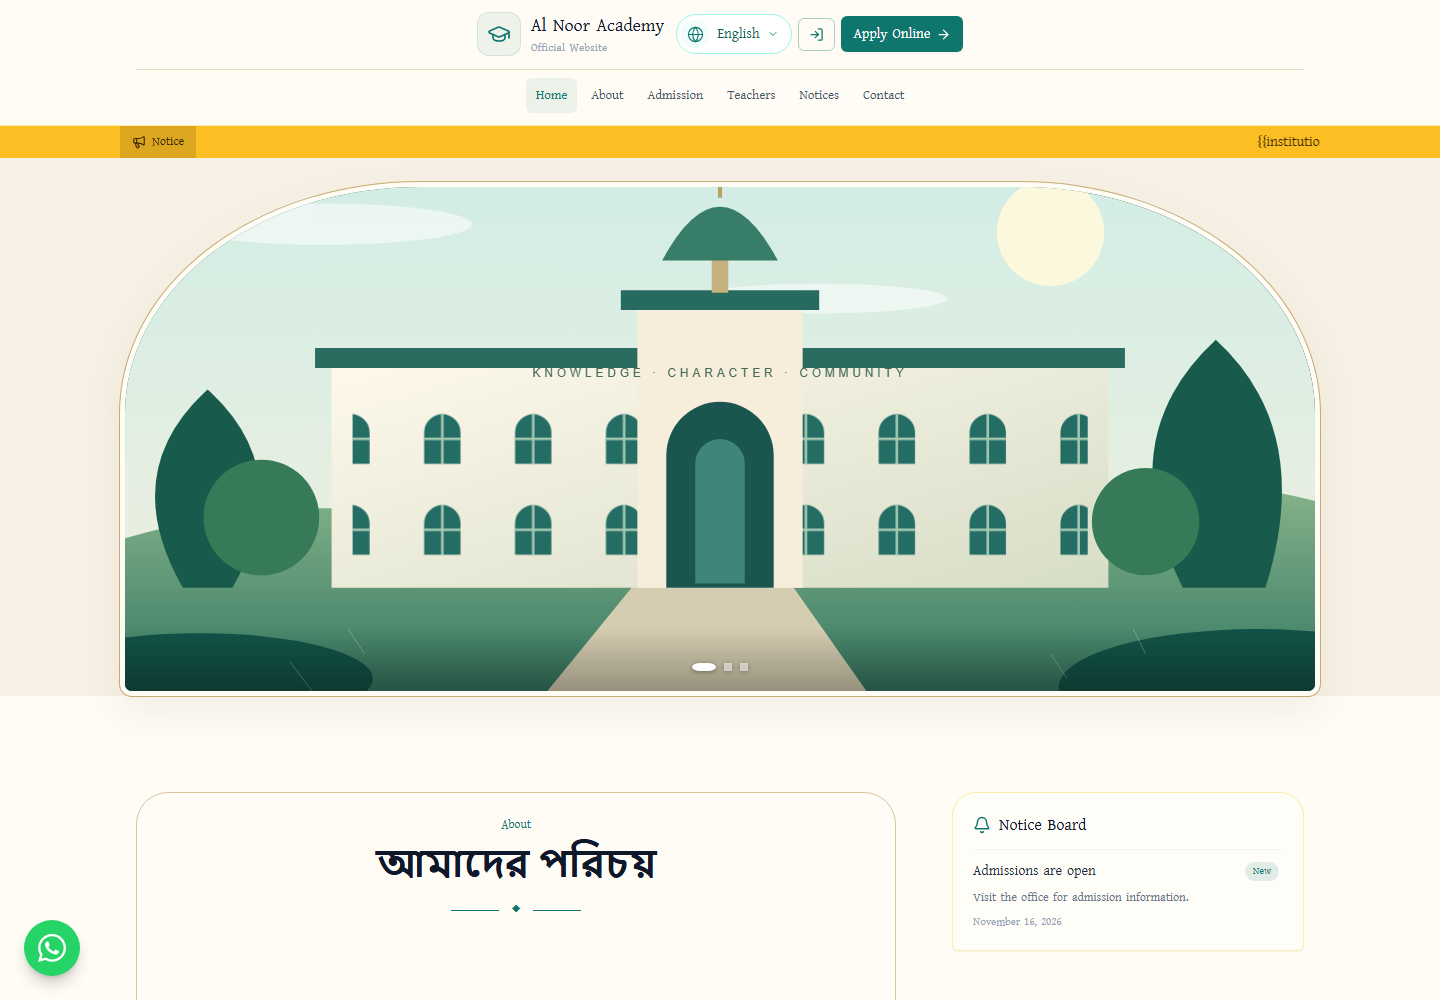 Al Noor Academy
Official Website
English
Apply Online
Home About Admission Teachers Notices Contact
Notice
{{institutio
KNOWLEDGE · CHARACTER · COMMUNITY
About
আমাদের পরিচয়
Notice Board
Admissions are open
New
Visit the office for admission information.
November 16, 2026